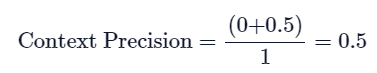 Context Precision = (0+0.5) / 1 = 0.5